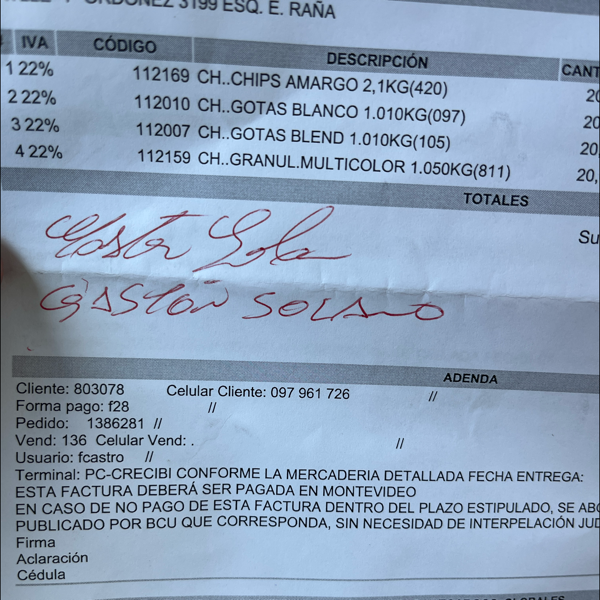 ORDOÑEZ 3199 ESQ. E. RAÑA
IVA CÓDIGO DESCRIPCIÓN CANT
1 22% 112169 CH..CHIPS AMARGO 2,1KG(420) 20
2 22% 112010 CH..GOTAS BLANCO 1.010KG(097) 20
3 22% 112007 CH..GOTAS BLEND 1.010KG(105) 20,
4 22% 112159 CH..GRANUL.MULTICOLOR 1.050KG(811) 20,
TOTALES
Su
GASTÓN SOLANO
ADENDA
Cliente: 803078 Celular Cliente: 097 961 726 //
Forma pago: f28 //
Pedido: 1386281 //
Vend: 136 Celular Vend: . //
Usuario: fcastro //
Terminal: PC-CRECIBI CONFORME LA MERCADERIA DETALLADA FECHA ENTREGA:
ESTA FACTURA DEBERÁ SER PAGADA EN MONTEVIDEO
EN CASO DE NO PAGO DE ESTA FACTURA DENTRO DEL PLAZO ESTIPULADO, SE ABO
PUBLICADO POR BCU QUE CORRESPONDA, SIN NECESIDAD DE INTERPELACIÓN JUD
Firma
Aclaración
Cédula